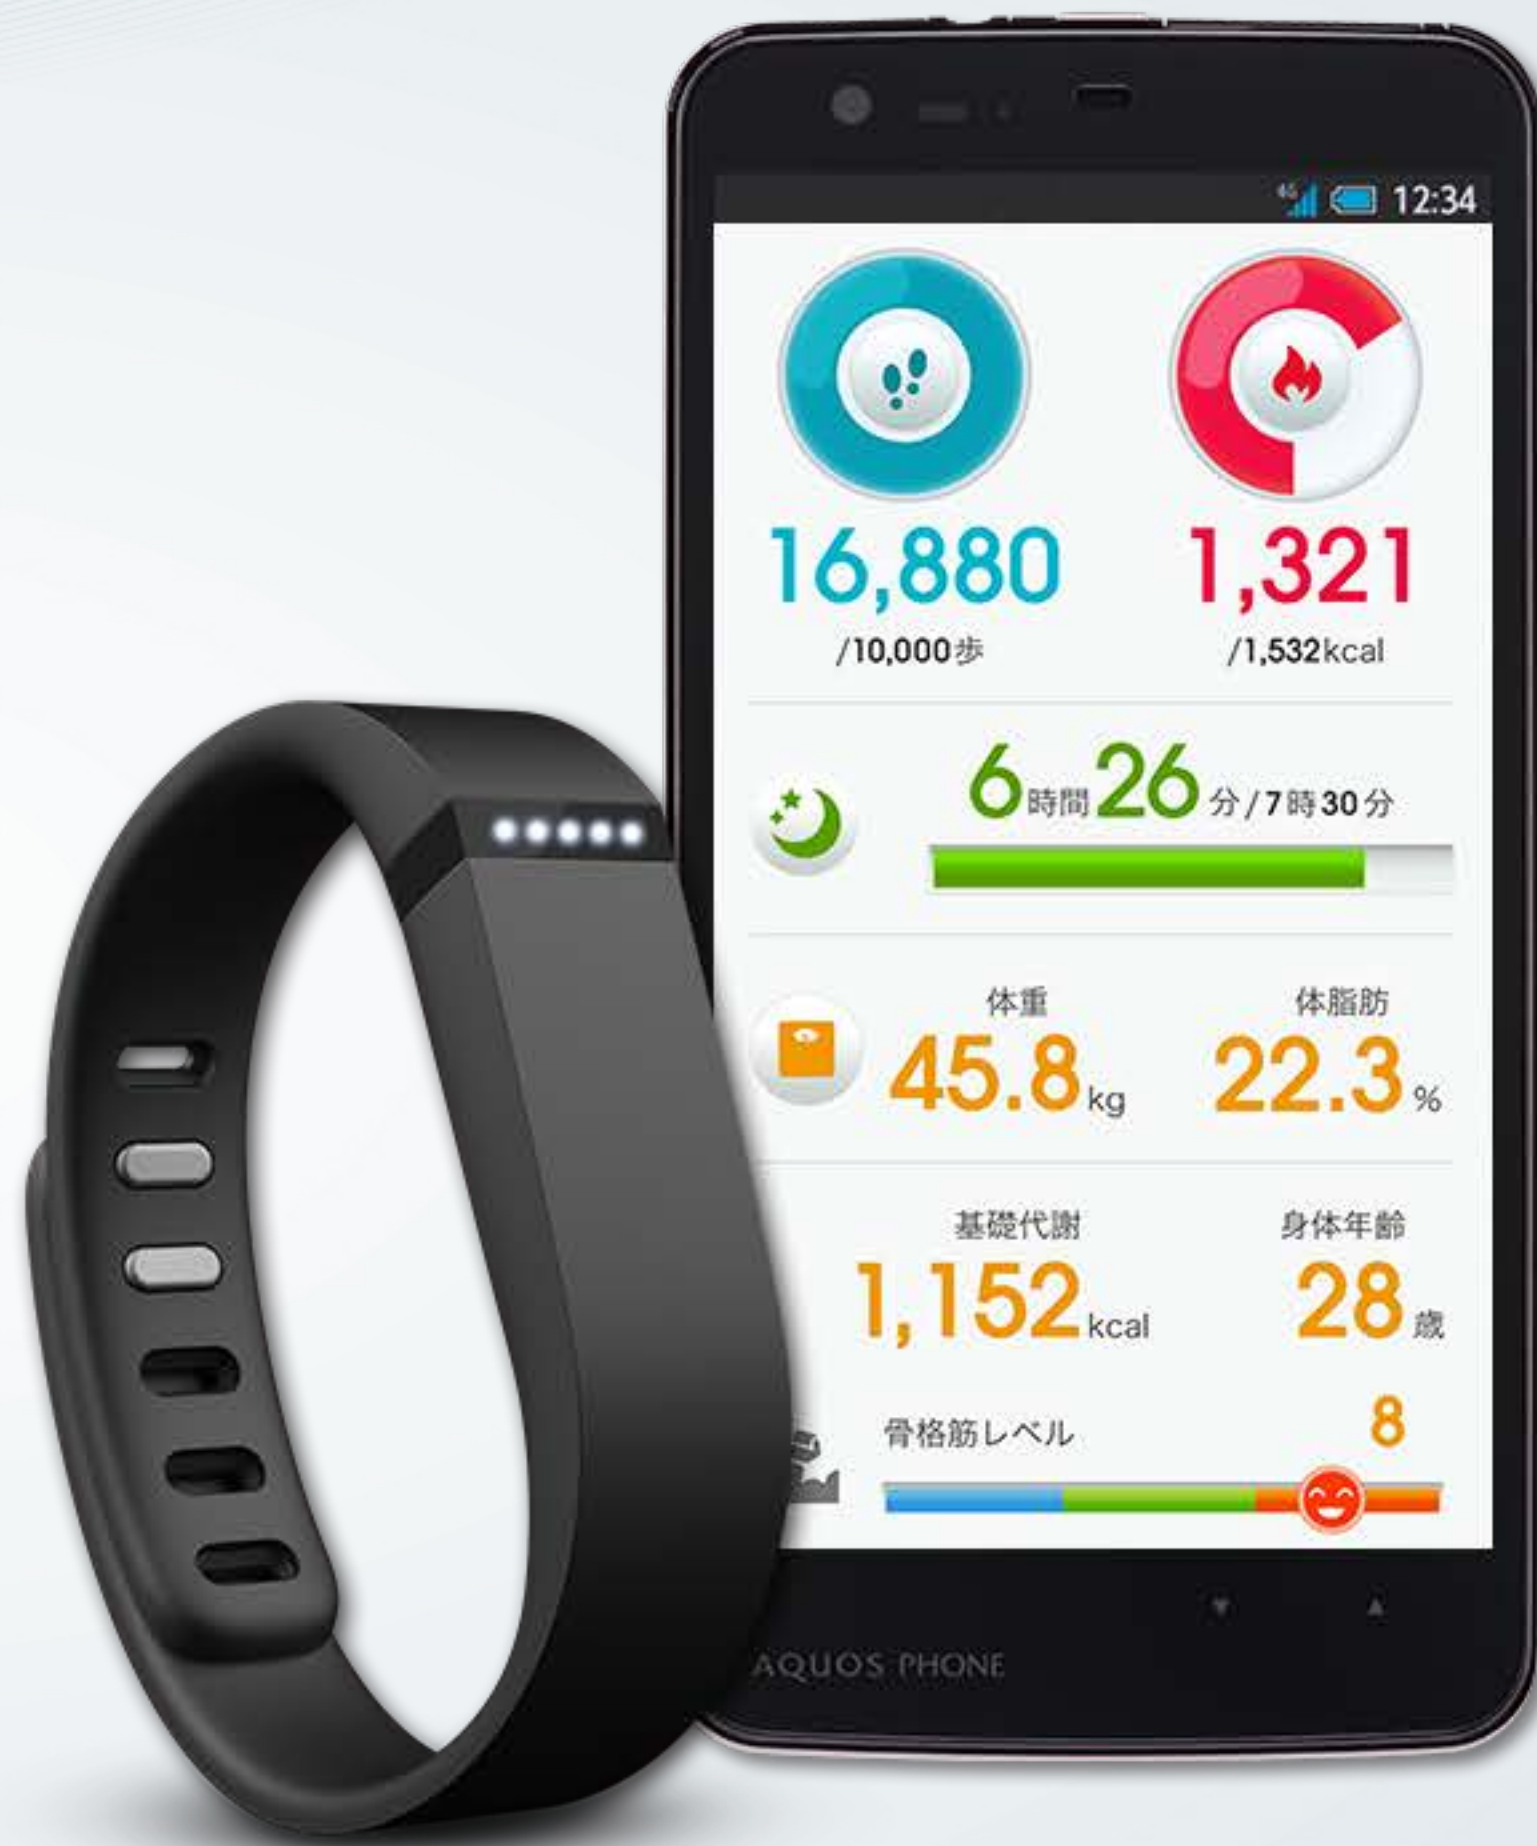 4G 12:34
16,880 1,321
/10,000歩 /1,532kcal
6時間26分/7時30分
体重 体脂肪
45.8kg 22.3%
基礎代謝 身体年齢
1,152kcal 28歳
8
骨格筋レベル
AQUOS PHONE